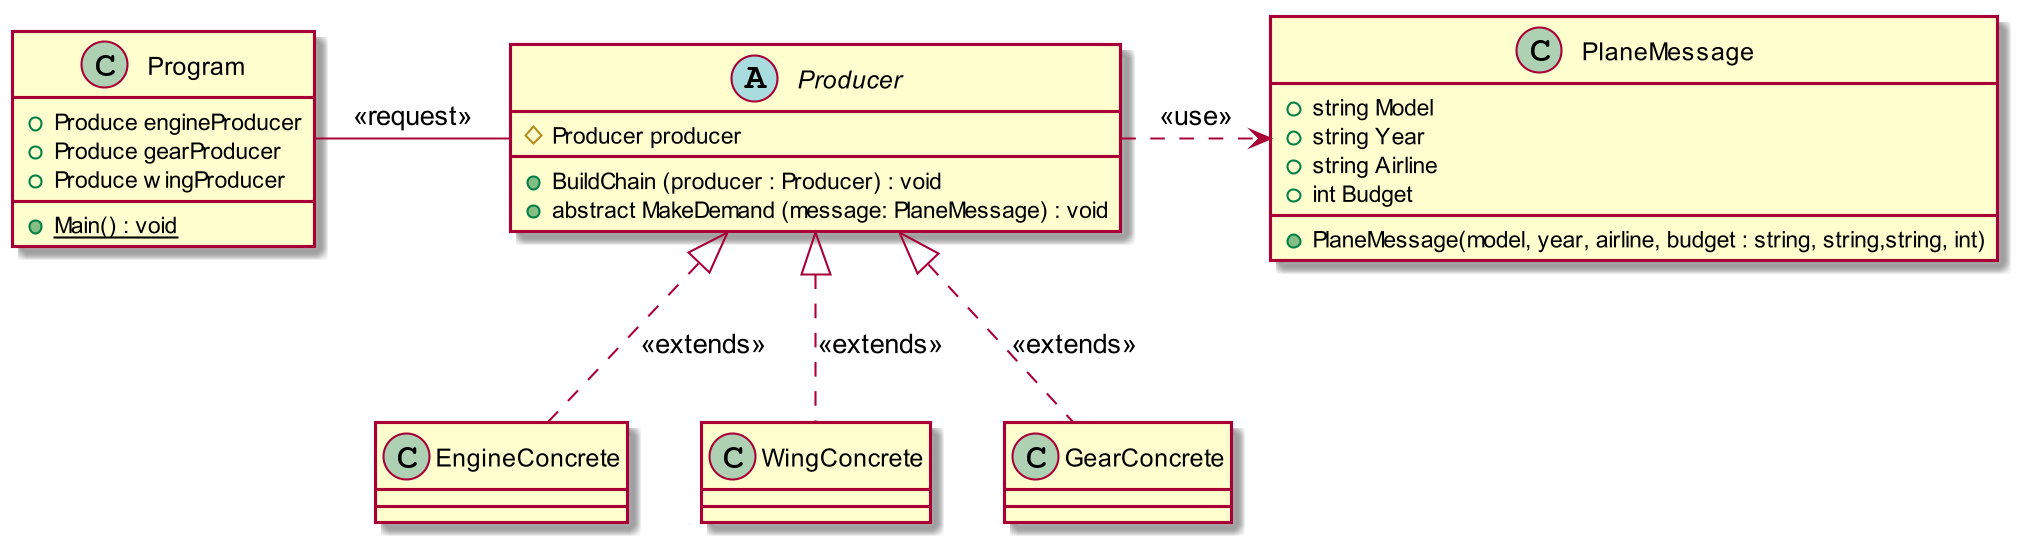 C Program
Produce engineProducer
Produce gearProducer
Produce wingProducer
Main() : void
«request»
A Producer
Producer producer
BuildChain (producer : Producer) : void
abstract MakeDemand (message: PlaneMessage) : void
«use»
C PlaneMessage
string Model
string Year
string Airline
int Budget
PlaneMessage(model, year, airline, budget : string, string,string, int)
«extends»
«extends»
«extends»
C EngineConcrete
C WingConcrete
C GearConcrete